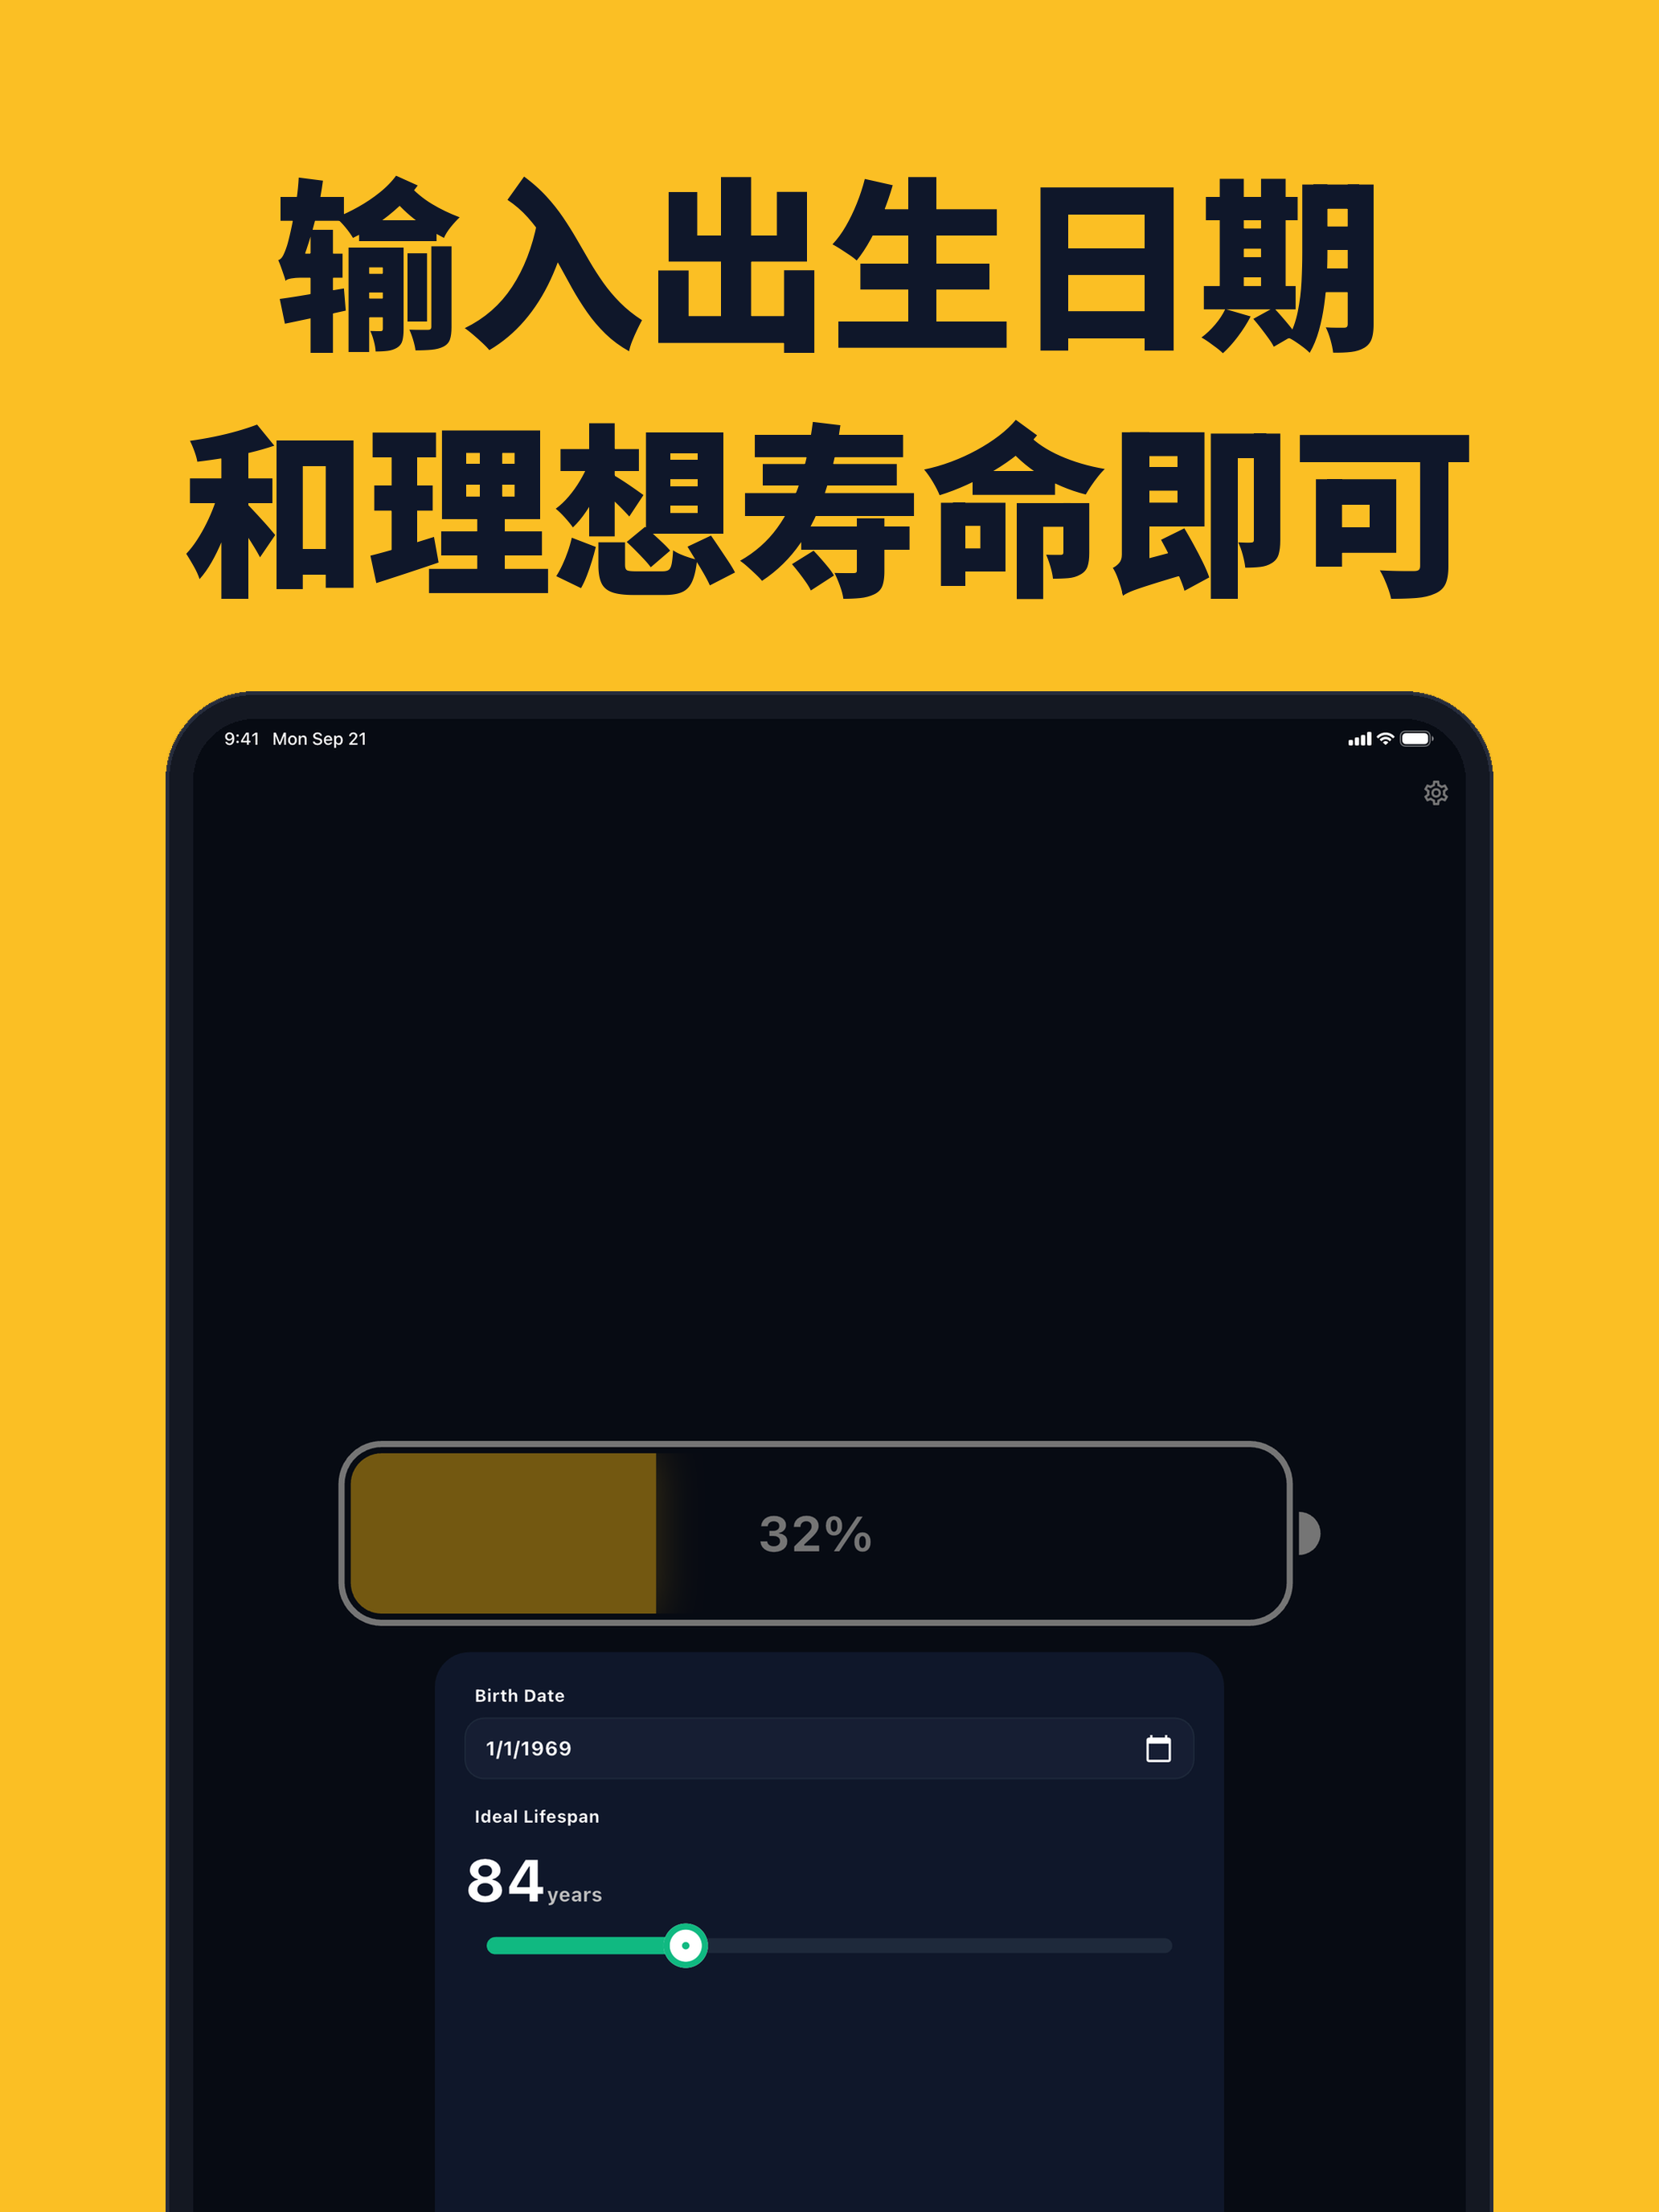 输入出生日期
和理想寿命即可
9:41 Mon Sep 21
32%
Birth Date
1/1/1969
Ideal Lifespan
84 years